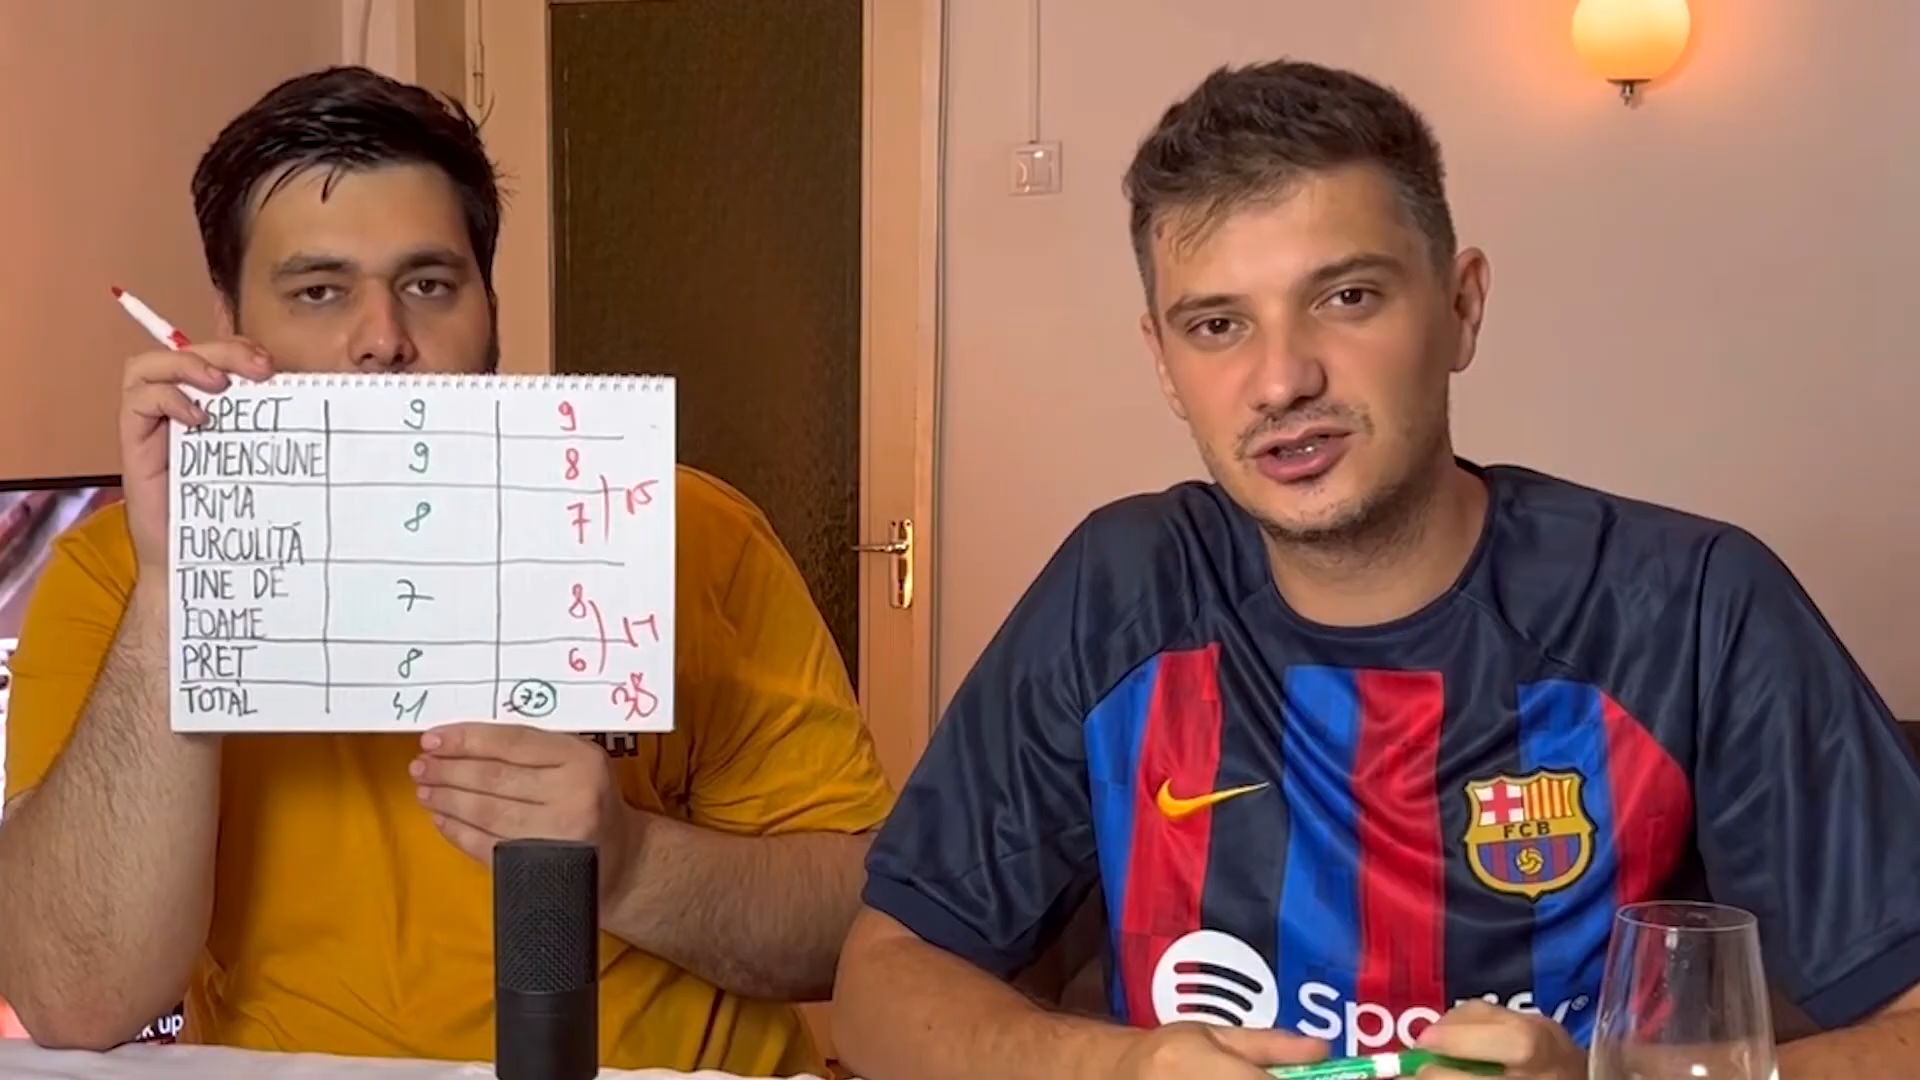 ASPECT 9 9
DIMENSIUNE 9 8
PRIMA
FURCULIȚĂ 8 7 15
ȚINE DE
FOAME 7 8
PREȚ 8 6
TOTAL 41 38
FCB
Spotify
k up